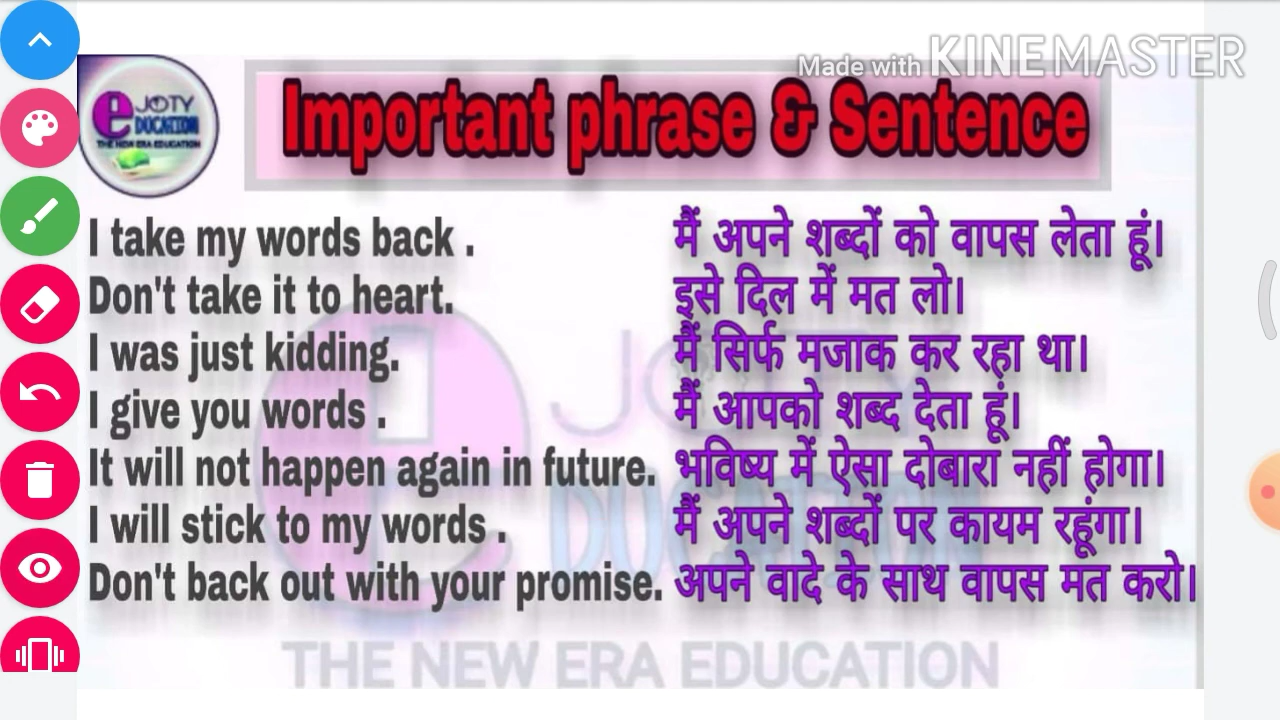 Made with KINEMASTER
e JOTY
EDUCATION
THE NEW ERA EDUCATION
Important phrase & Sentence
I take my words back . मैं अपने शब्दों को वापस लेता हूं।
Don't take it to heart. इसे दिल में मत लो।
I was just kidding. मैं सिर्फ मजाक कर रहा था।
I give you words . मैं आपको शब्द देता हूं।
It will not happen again in future. भविष्य में ऐसा दोबारा नहीं होगा।
I will stick to my words . मैं अपने शब्दों पर कायम रहूंगा।
Don't back out with your promise. अपने वादे के साथ वापस मत करो।
e JOTY
DUCATION
THE NEW ERA EDUCATION